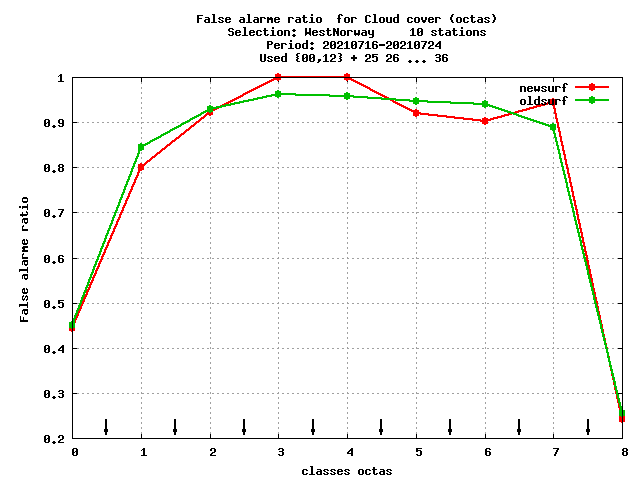 False alarme ratio  for Cloud cover (octas)
Selection: WestNorway     10 stations
Period: 20210716-20210724
Used {00,12} + 25 26 ... 36
newsurf
oldsurf
1
0.9
0.8
0.7
0.6
0.5
0.4
0.3
0.2
False alarme ratio
0 1 2 3 4 5 6 7 8
classes octas